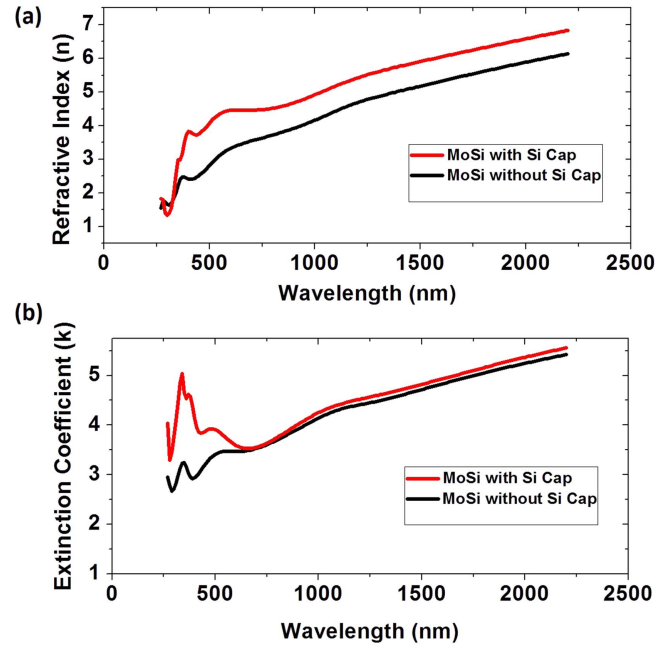 (a)
Refractive Index (n)
7
6
5
4
3
2
1
MoSi with Si Cap
MoSi without Si Cap
0
500
1000
1500
2000
2500
Wavelength (nm)
(b)
Extinction Coefficient (k)
5
4
3
2
1
MoSi with Si Cap
MoSi without Si Cap
0
500
1000
1500
2000
2500
Wavelength (nm)